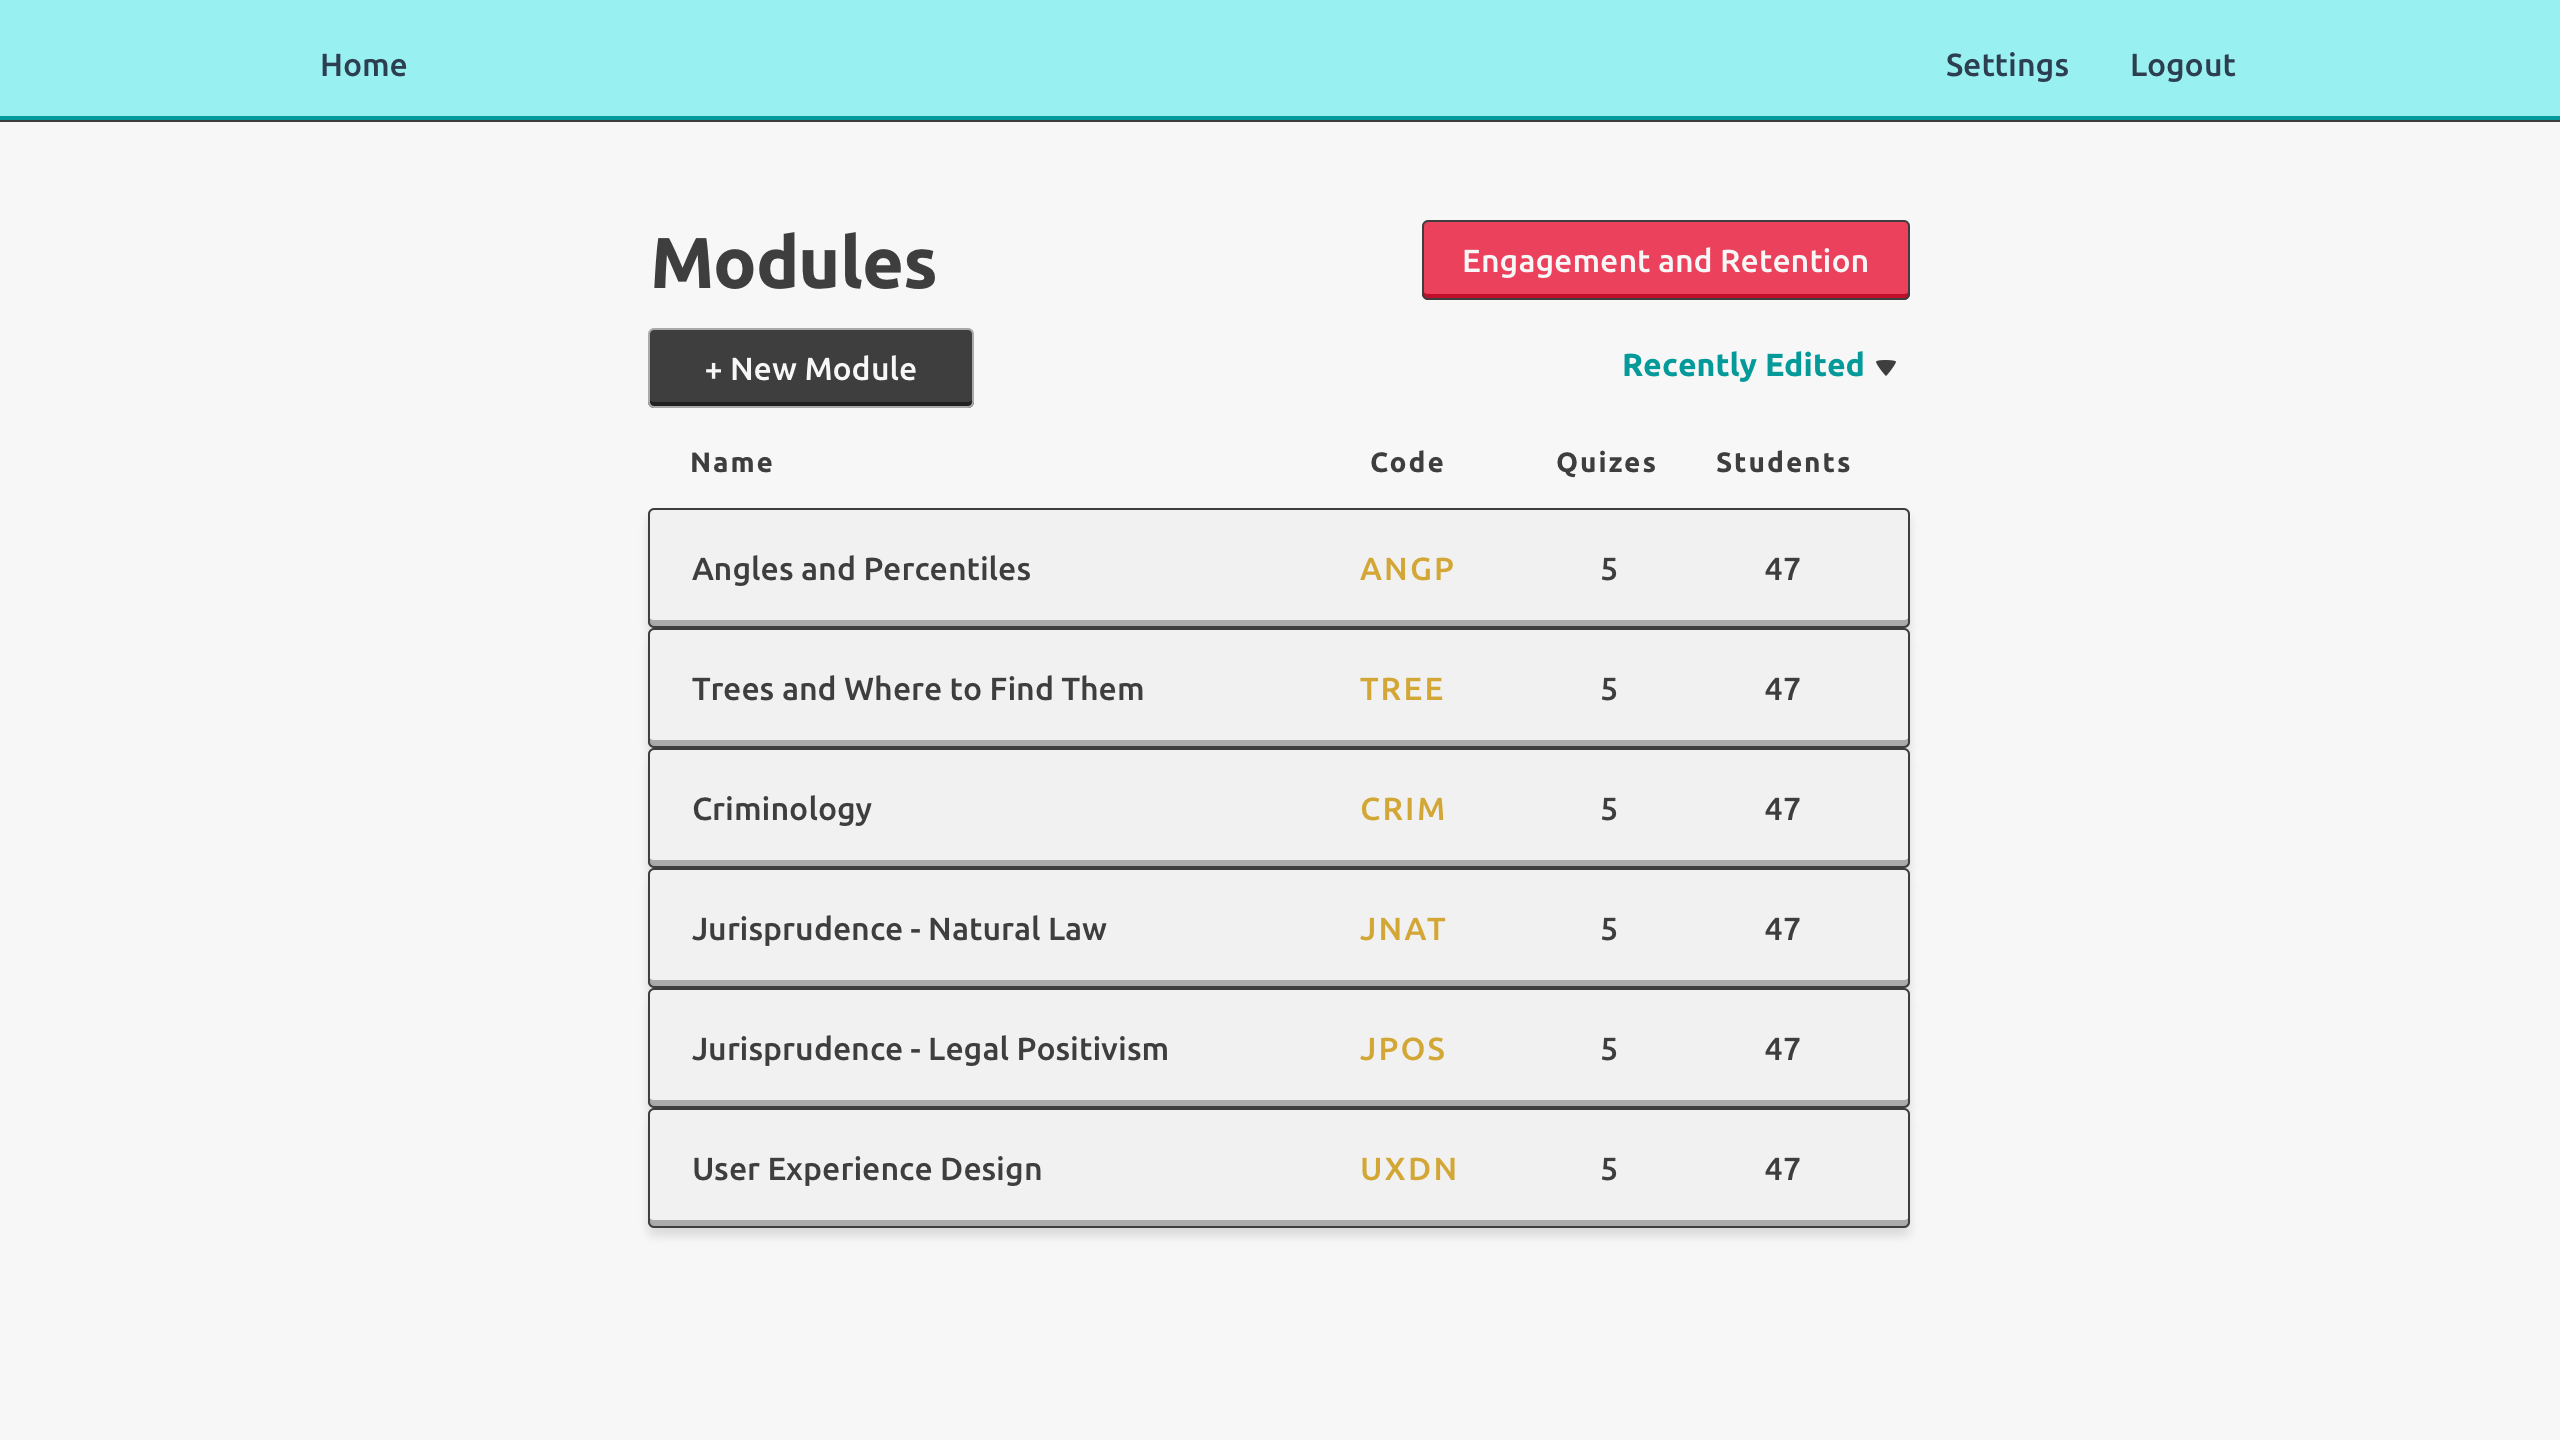 Home Settings Logout
Modules Engagement and Retention
+ New Module Recently Edited
Name Code Quizes Students
Angles and Percentiles ANGP 5 47
Trees and Where to Find Them TREE 5 47
Criminology CRIM 5 47
Jurisprudence - Natural Law JNAT 5 47
Jurisprudence - Legal Positivism JPOS 5 47
User Experience Design UXDN 5 47